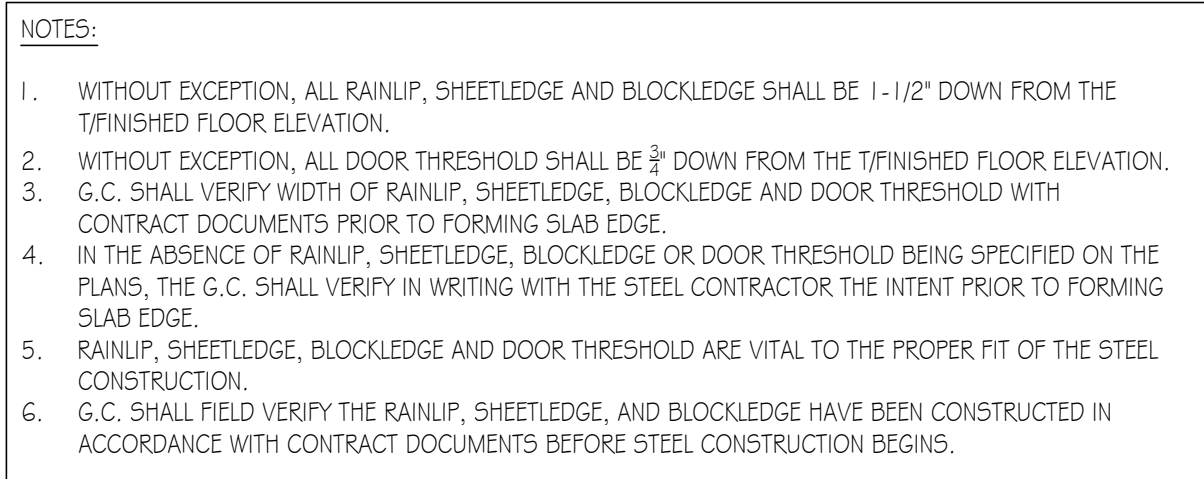 NOTES:
1. WITHOUT EXCEPTION, ALL RAINLIP, SHEETLEDGE AND BLOCKLEDGE SHALL BE 1-1/2" DOWN FROM THE
T/FINISHED FLOOR ELEVATION.
2. WITHOUT EXCEPTION, ALL DOOR THRESHOLD SHALL BE 3/4" DOWN FROM THE T/FINISHED FLOOR ELEVATION.
3. G.C. SHALL VERIFY WIDTH OF RAINLIP, SHEETLEDGE, BLOCKLEDGE AND DOOR THRESHOLD WITH
CONTRACT DOCUMENTS PRIOR TO FORMING SLAB EDGE.
4. IN THE ABSENCE OF RAINLIP, SHEETLEDGE, BLOCKLEDGE OR DOOR THRESHOLD BEING SPECIFIED ON THE
PLANS, THE G.C. SHALL VERIFY IN WRITING WITH THE STEEL CONTRACTOR THE INTENT PRIOR TO FORMING
SLAB EDGE.
5. RAINLIP, SHEETLEDGE, BLOCKLEDGE AND DOOR THRESHOLD ARE VITAL TO THE PROPER FIT OF THE STEEL
CONSTRUCTION.
6. G.C. SHALL FIELD VERIFY THE RAINLIP, SHEETLEDGE, AND BLOCKLEDGE HAVE BEEN CONSTRUCTED IN
ACCORDANCE WITH CONTRACT DOCUMENTS BEFORE STEEL CONSTRUCTION BEGINS.